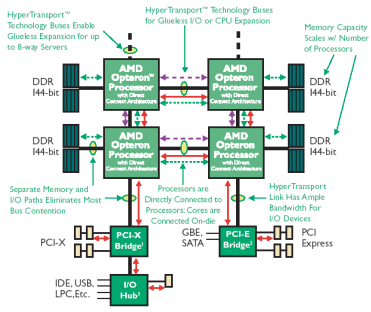 HyperTransport™
Technology Buses Enable
Glueless Expansion for up
to 8-way Servers
HyperTransport™ Technology Buses
for Glueless I/O or CPU Expansion
Memory Capacity
Scales w/ Number
of Processors
DDR
144-bit
AMD
Opteron™
Processor
with Direct
Connect Architecture
AMD
Opteron
Processor
with Direct
Connect Architecture
DDR
144-bit
DDR
144-bit
AMD
Opteron
Processor
with Direct
Connect Architecture
AMD
Opteron
Processor
with Direct
Connect Architecture
DDR
144-bit
Separate Memory and
I/O Paths Eliminates Most
Bus Contention
Processors are
Directly Connected to
Processors; Cores are
Connected On-die
HyperTransport
Link Has Ample
Bandwidth For
I/O Devices
PCI-X
PCI-X
Bridge¹
GBE,
SATA
PCI-E
Bridge¹
PCI
Express
IDE, USB,
LPC, Etc.
I/O
Hub¹